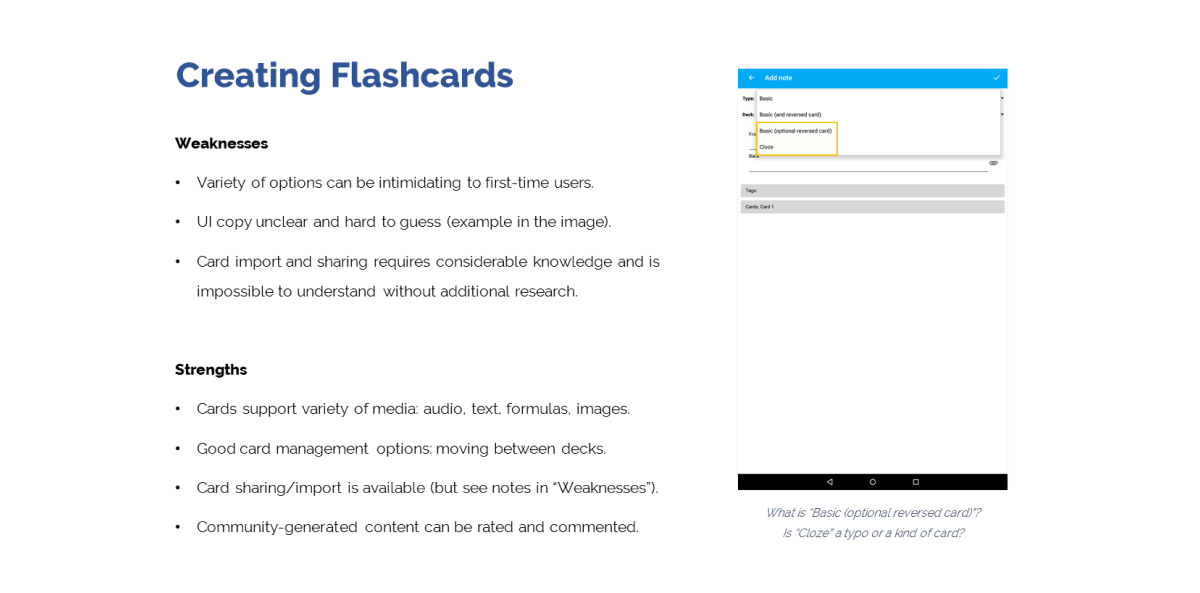 Creating Flashcards
Weaknesses
• Variety of options can be intimidating to first-time users.
• UI copy unclear and hard to guess (example in the image).
• Card import and sharing requires considerable knowledge and is
impossible to understand without additional research.
Strengths
• Cards support variety of media: audio, text, formulas, images.
• Good card management options: moving between decks.
• Card sharing/import is available (but see notes in “Weaknesses”).
• Community-generated content can be rated and commented.
Add note
Type: Basic
Deck: Basic (and reversed card)
Basic (optional reversed card)
Cloze
Back
Tags:
Cards: Card 1
What is “Basic (optional reversed card)”?
Is “Cloze” a typo or a kind of card?